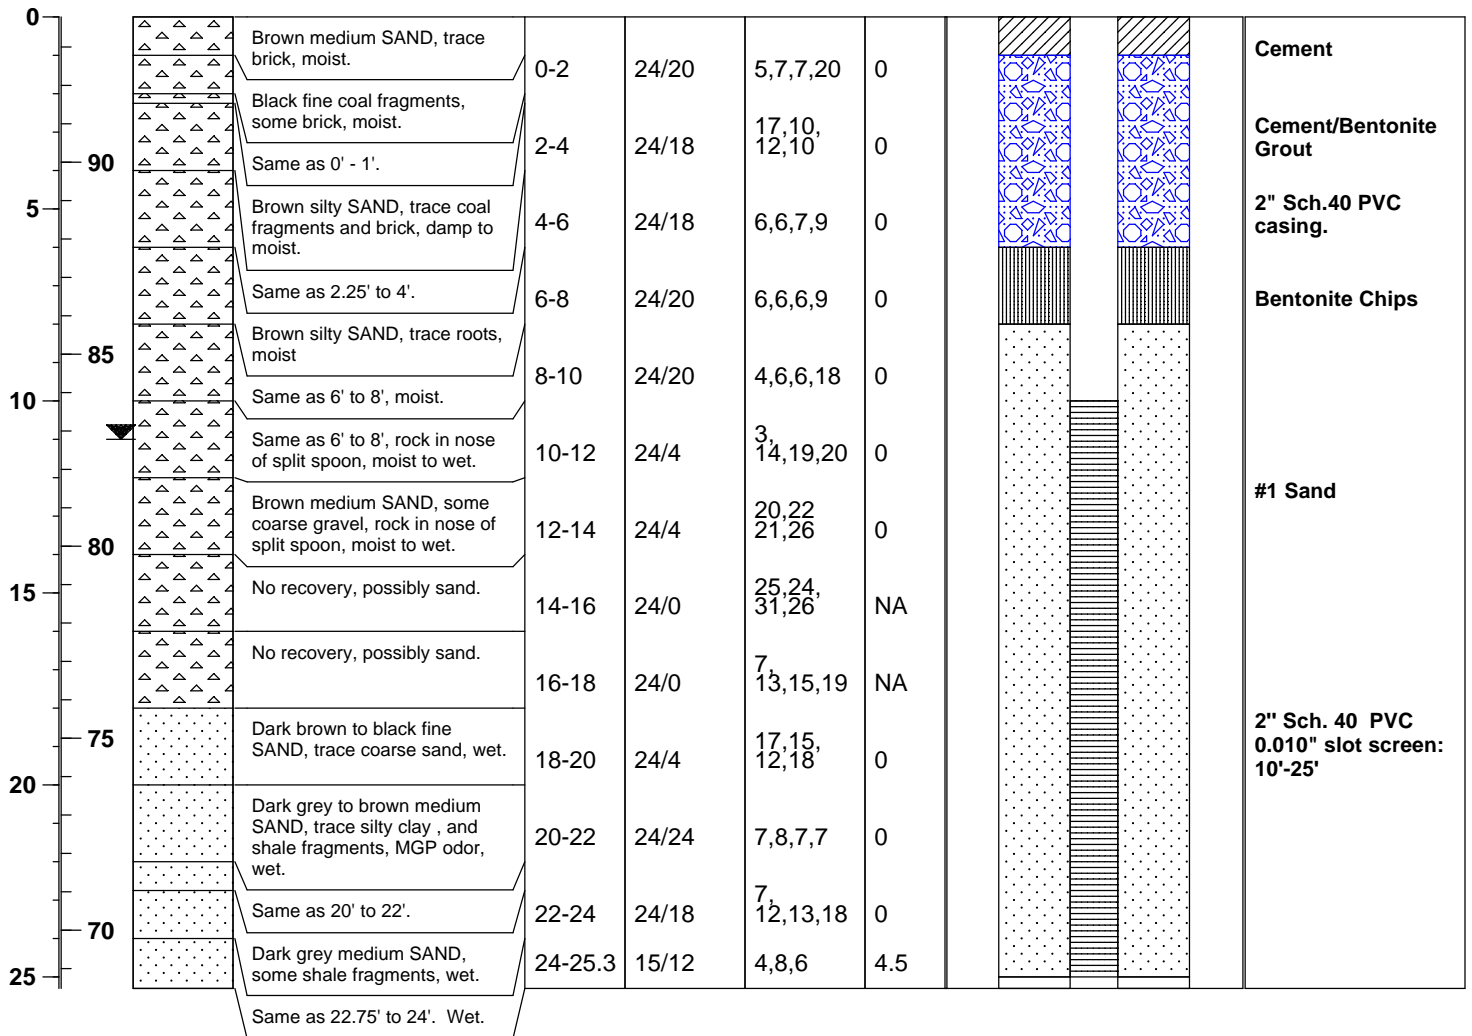 0
5
10
15
20
25
90
85
80
75
70
Brown medium SAND, trace
brick, moist.
Black fine coal fragments,
some brick, moist.
Same as 0' - 1'.
Brown silty SAND, trace coal
fragments and brick, damp to
moist.
Same as 2.25' to 4'.
Brown silty SAND, trace roots,
moist
Same as 6' to 8', moist.
Same as 6' to 8', rock in nose
of split spoon, moist to wet.
Brown medium SAND, some
coarse gravel, rock in nose of
split spoon, moist to wet.
No recovery, possibly sand.
No recovery, possibly sand.
Dark brown to black fine
SAND, trace coarse sand, wet.
Dark grey to brown medium
SAND, trace silty clay , and
shale fragments, MGP odor,
wet.
Same as 20' to 22'.
Dark grey medium SAND,
some shale fragments, wet.
Same as 22.75' to 24'. Wet.
0-2 24/20 5,7,7,20 0
2-4 24/18 17,10,
12,10 0
4-6 24/18 6,6,7,9 0
6-8 24/20 6,6,6,9 0
8-10 24/20 4,6,6,18 0
10-12 24/4 3,
14,19,20 0
12-14 24/4 20,22
21,26 0
14-16 24/0 25,24,
31,26 NA
16-18 24/0 7,
13,15,19 NA
18-20 24/4 17,15,
12,18 0
20-22 24/24 7,8,7,7 0
22-24 24/18 7,
12,13,18 0
24-25.3 15/12 4,8,6 4.5
Cement
Cement/Bentonite
Grout
2" Sch.40 PVC
casing.
Bentonite Chips
#1 Sand
2" Sch. 40 PVC
0.010" slot screen:
10'-25'